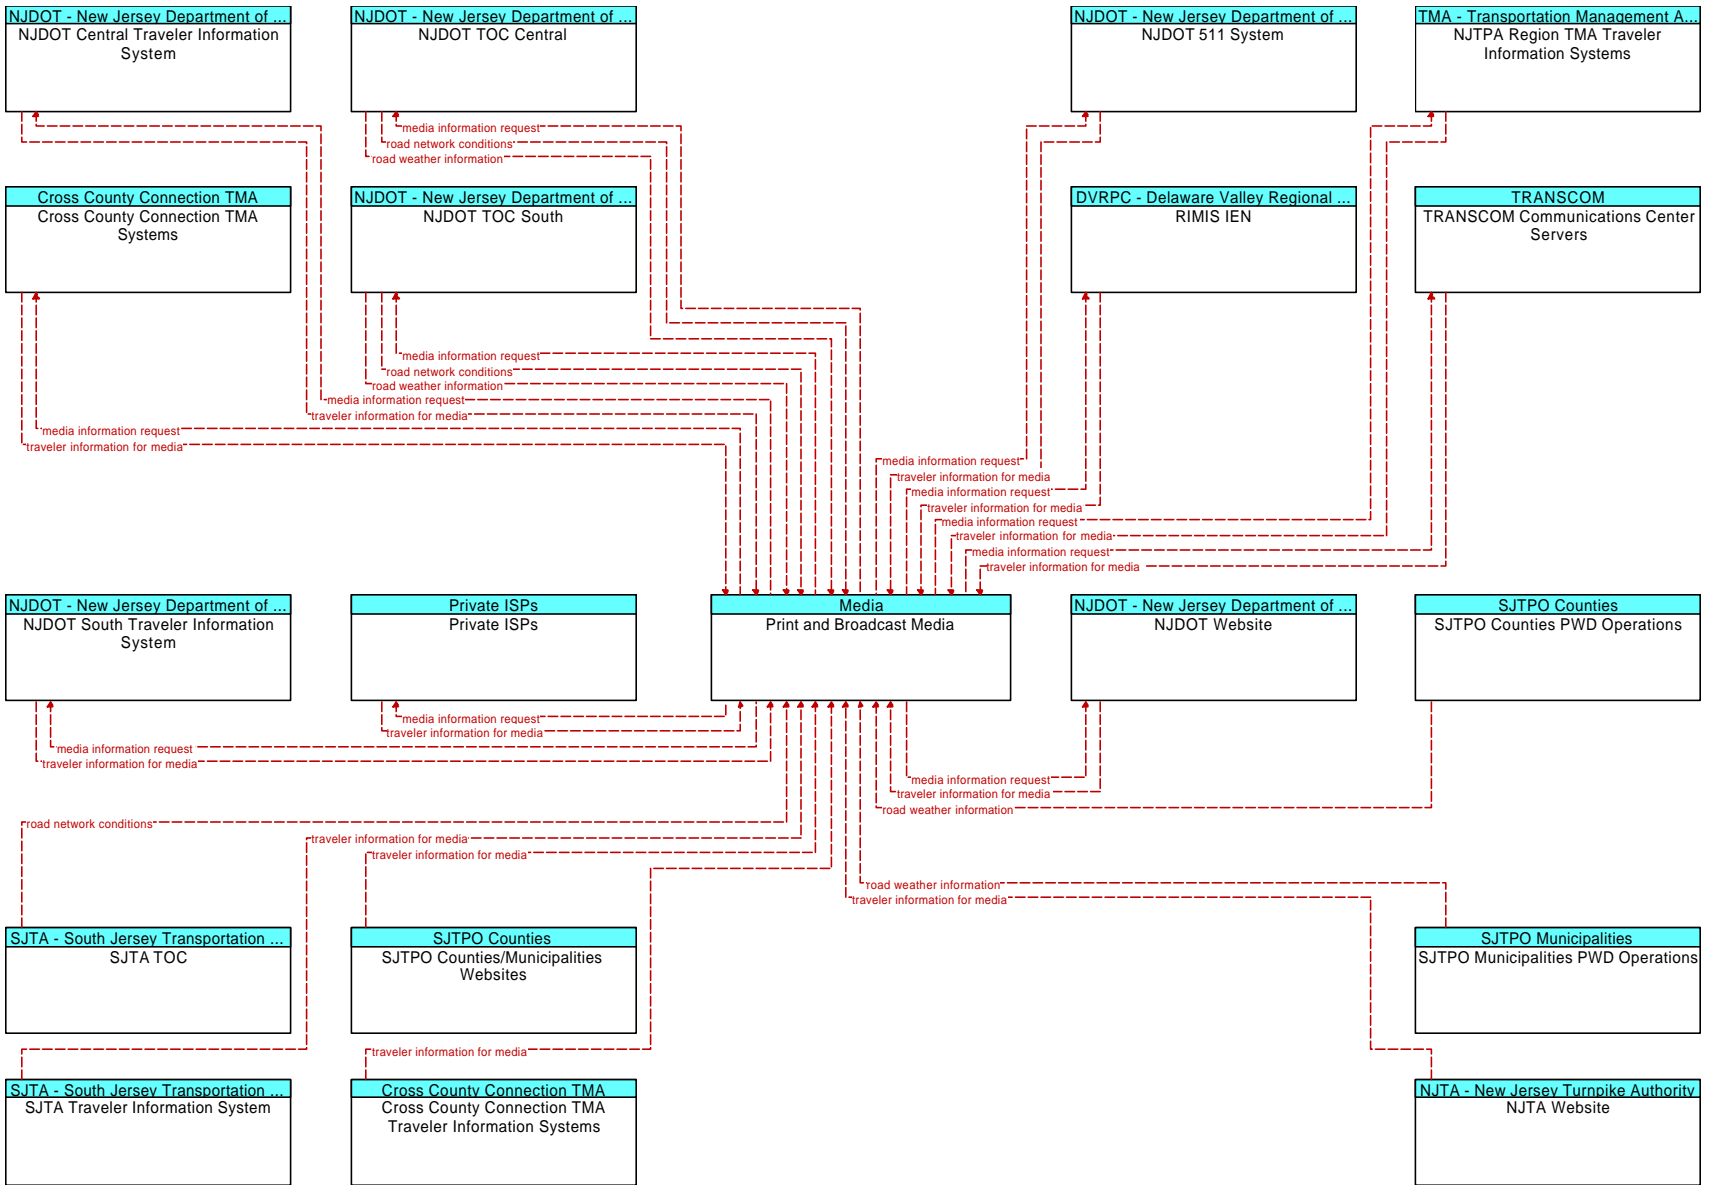 NJDOT - New Jersey Department of ...
NJDOT Central Traveler Information
System
NJDOT - New Jersey Department of ...
NJDOT TOC Central
NJDOT - New Jersey Department of ...
NJDOT 511 System
TMA - Transportation Management A...
NJTPA Region TMA Traveler
Information Systems
media information request
road network conditions
road weather information
Cross County Connection TMA
Cross County Connection TMA
Systems
NJDOT - New Jersey Department of ...
NJDOT TOC South
DVRPC - Delaware Valley Regional ...
RIMIS IEN
TRANSCOM
TRANSCOM Communications Center
Servers
media information request
road network conditions
road weather information
media information request
traveler information for media
media information request
traveler information for media
media information request
traveler information for media
media information request
traveler information for media
media information request
traveler information for media
media information request
traveler information for media
NJDOT - New Jersey Department of ...
NJDOT South Traveler Information
System
Private ISPs
Private ISPs
Media
Print and Broadcast Media
NJDOT - New Jersey Department of ...
NJDOT Website
SJTPO Counties
SJTPO Counties PWD Operations
media information request
traveler information for media
media information request
traveler information for media
media information request
traveler information for media
road weather information
road network conditions
traveler information for media
traveler information for media
road weather information
traveler information for media
SJTA - South Jersey Transportation ...
SJTA TOC
SJTPO Counties
SJTPO Counties/Municipalities
Websites
SJTPO Municipalities
SJTPO Municipalities PWD Operations
traveler information for media
SJTA - South Jersey Transportation ...
SJTA Traveler Information System
Cross County Connection TMA
Cross County Connection TMA
Traveler Information Systems
NJTA - New Jersey Turnpike Authority
NJTA Website